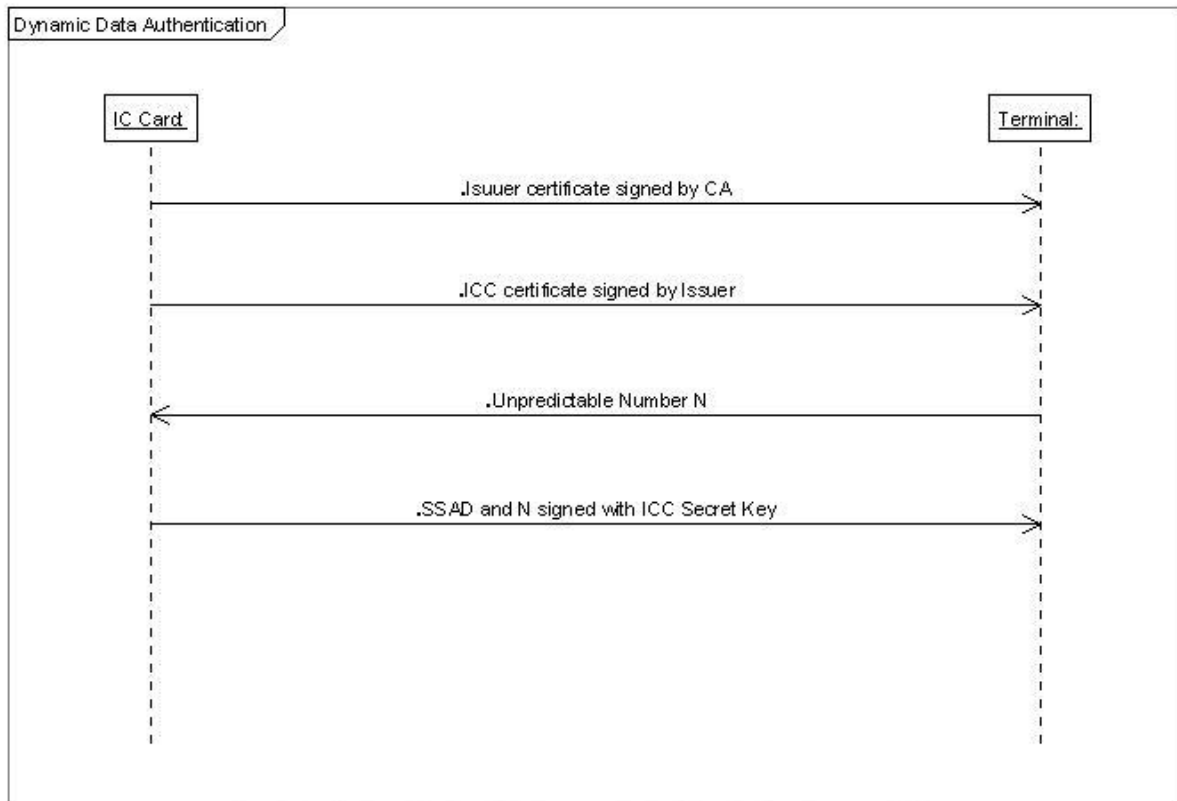 Dynamic Data Authentication
IC Card:
Terminal:
.Isuuer certificate signed by CA
.ICC certificate signed by Issuer
.Unpredictable Number N
.SSAD and N signed with ICC Secret Key